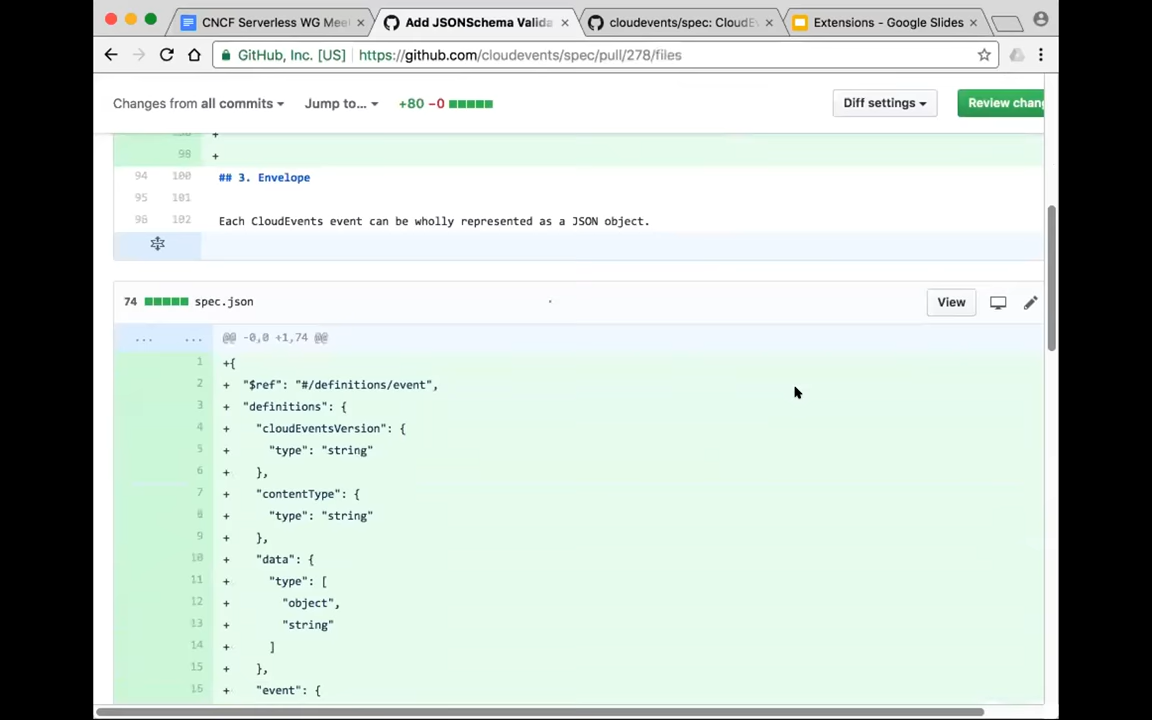 CNCF Serverless WG Mee
Add JSONSchema Valida
cloudevents/spec: CloudEv
Extensions - Google Slides
GitHub, Inc. [US]
https://github.com/cloudevents/spec/pull/278/files
Changes from all commits
Jump to...
+80 −0
Diff settings
Review chang
+
98 +
94 100 ## 3. Envelope
95 101
96 102 Each CloudEvents event can be wholly represented as a JSON object.
74 spec.json
View
... ... @@ -0,0 +1,74 @@
1 +{
2 + "$ref": "#/definitions/event",
3 + "definitions": {
4 + "cloudEventsVersion": {
5 + "type": "string"
6 + },
7 + "contentType": {
8 + "type": "string"
9 + },
10 + "data": {
11 + "type": [
12 + "object",
13 + "string"
14 + ]
15 + },
16 + "event": {